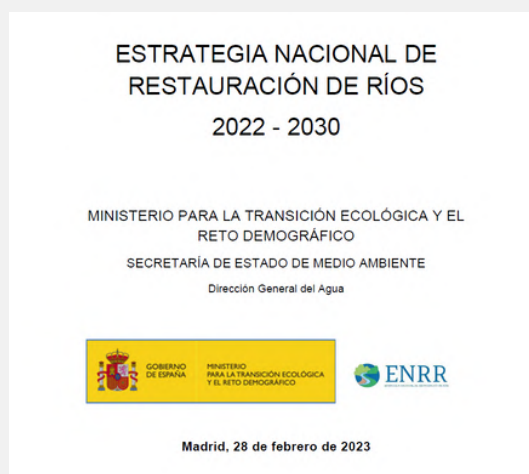 ESTRATEGIA NACIONAL DE
RESTAURACIÓN DE RÍOS
2022 - 2030
MINISTERIO PARA LA TRANSICIÓN ECOLÓGICA Y EL
RETO DEMOGRÁFICO
SECRETARÍA DE ESTADO DE MEDIO AMBIENTE
Dirección General del Agua
GOBIERNO
DE ESPAÑA
MINISTERIO
PARA LA TRANSICIÓN ECOLÓGICA
Y EL RETO DEMOGRÁFICO
ENRR
Madrid, 28 de febrero de 2023